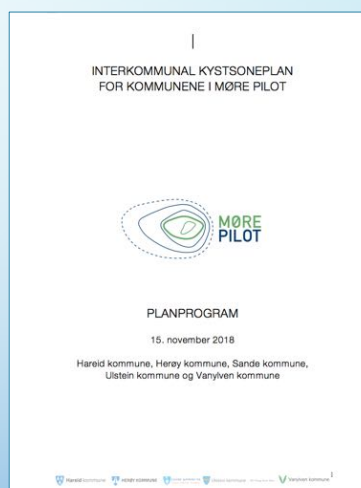 INTERKOMMUNAL KYSTSONEPLAN
FOR KOMMUNENE I MØRE PILOT
MØRE
PILOT
PLANPROGRAM
15. november 2018
Hareid kommune, Herøy kommune, Sande kommune,
Ulstein kommune og Vanylven kommune
Hareid kommune HERØY KOMMUNE Vanylven kommune
1